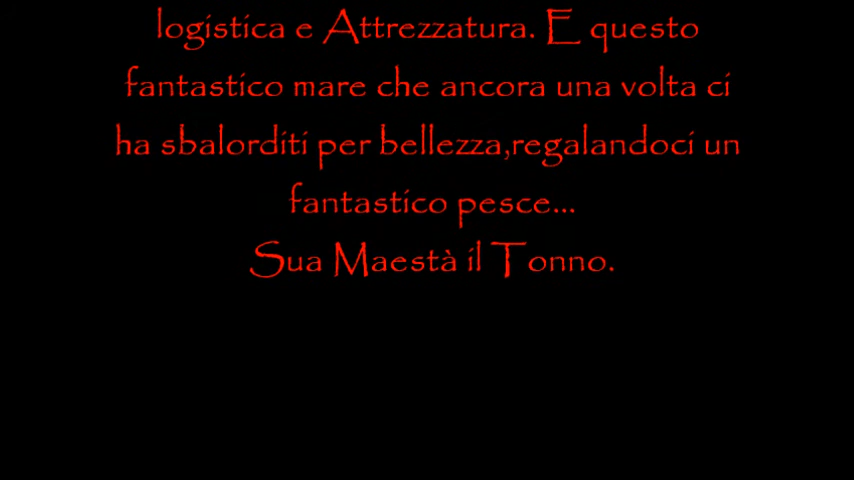 logistica e Attrezzatura. E questo
fantastico mare che ancora una volta ci
ha sbalorditi per bellezza,regalandoci un
fantastico pesce...
Sua Maestà il Tonno.